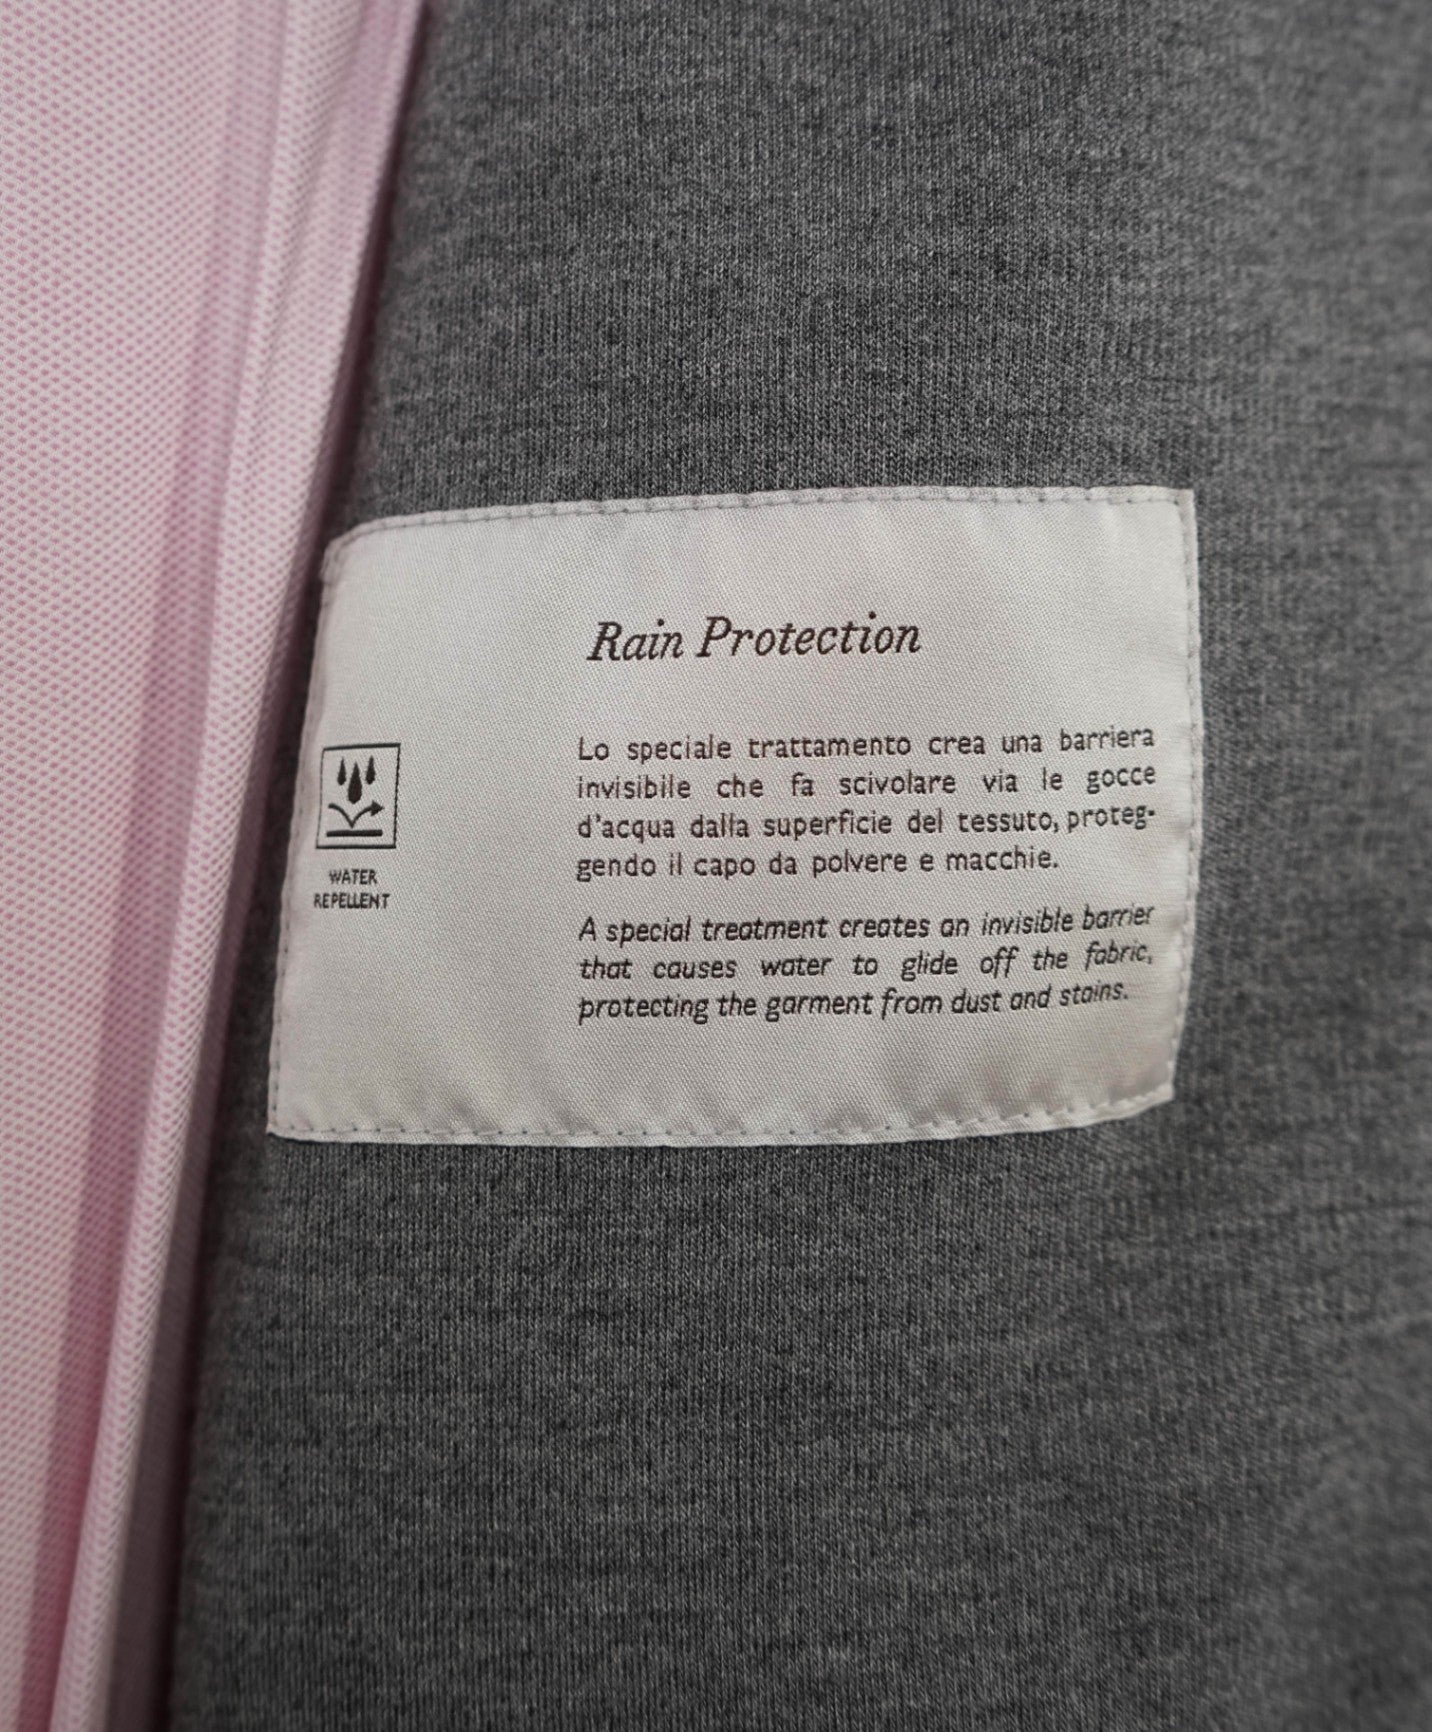 Rain Protection
Lo speciale trattamento crea una barriera
invisibile che fa scivolare via le gocce
d'acqua dalla superficie del tessuto, proteg-
gendo il capo da polvere e macchie.
WATER
REPELLENT
A special treatment creates an invisible barrier
that causes water to glide off the fabric,
protecting the garment from dust and stains.